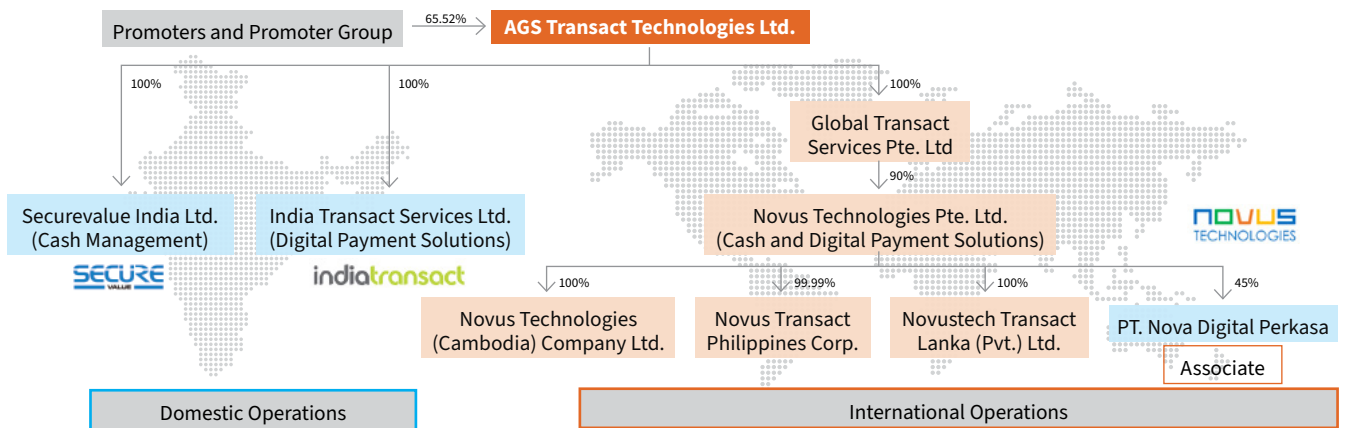 Promoters and Promoter Group
65.52%
AGS Transact Technologies Ltd.
100%
100%
100%
Global Transact
Services Pte. Ltd
90%
Securevalue India Ltd.
(Cash Management)
SECURE
VALUE
India Transact Services Ltd.
(Digital Payment Solutions)
indiatransact
Novus Technologies Pte. Ltd.
(Cash and Digital Payment Solutions)
NOVUS
TECHNOLOGIES
100%
99.99%
100%
45%
Novus Technologies
(Cambodia) Company Ltd.
Novus Transact
Philippines Corp.
Novustech Transact
Lanka (Pvt.) Ltd.
PT. Nova Digital Perkasa
Associate
Domestic Operations
International Operations